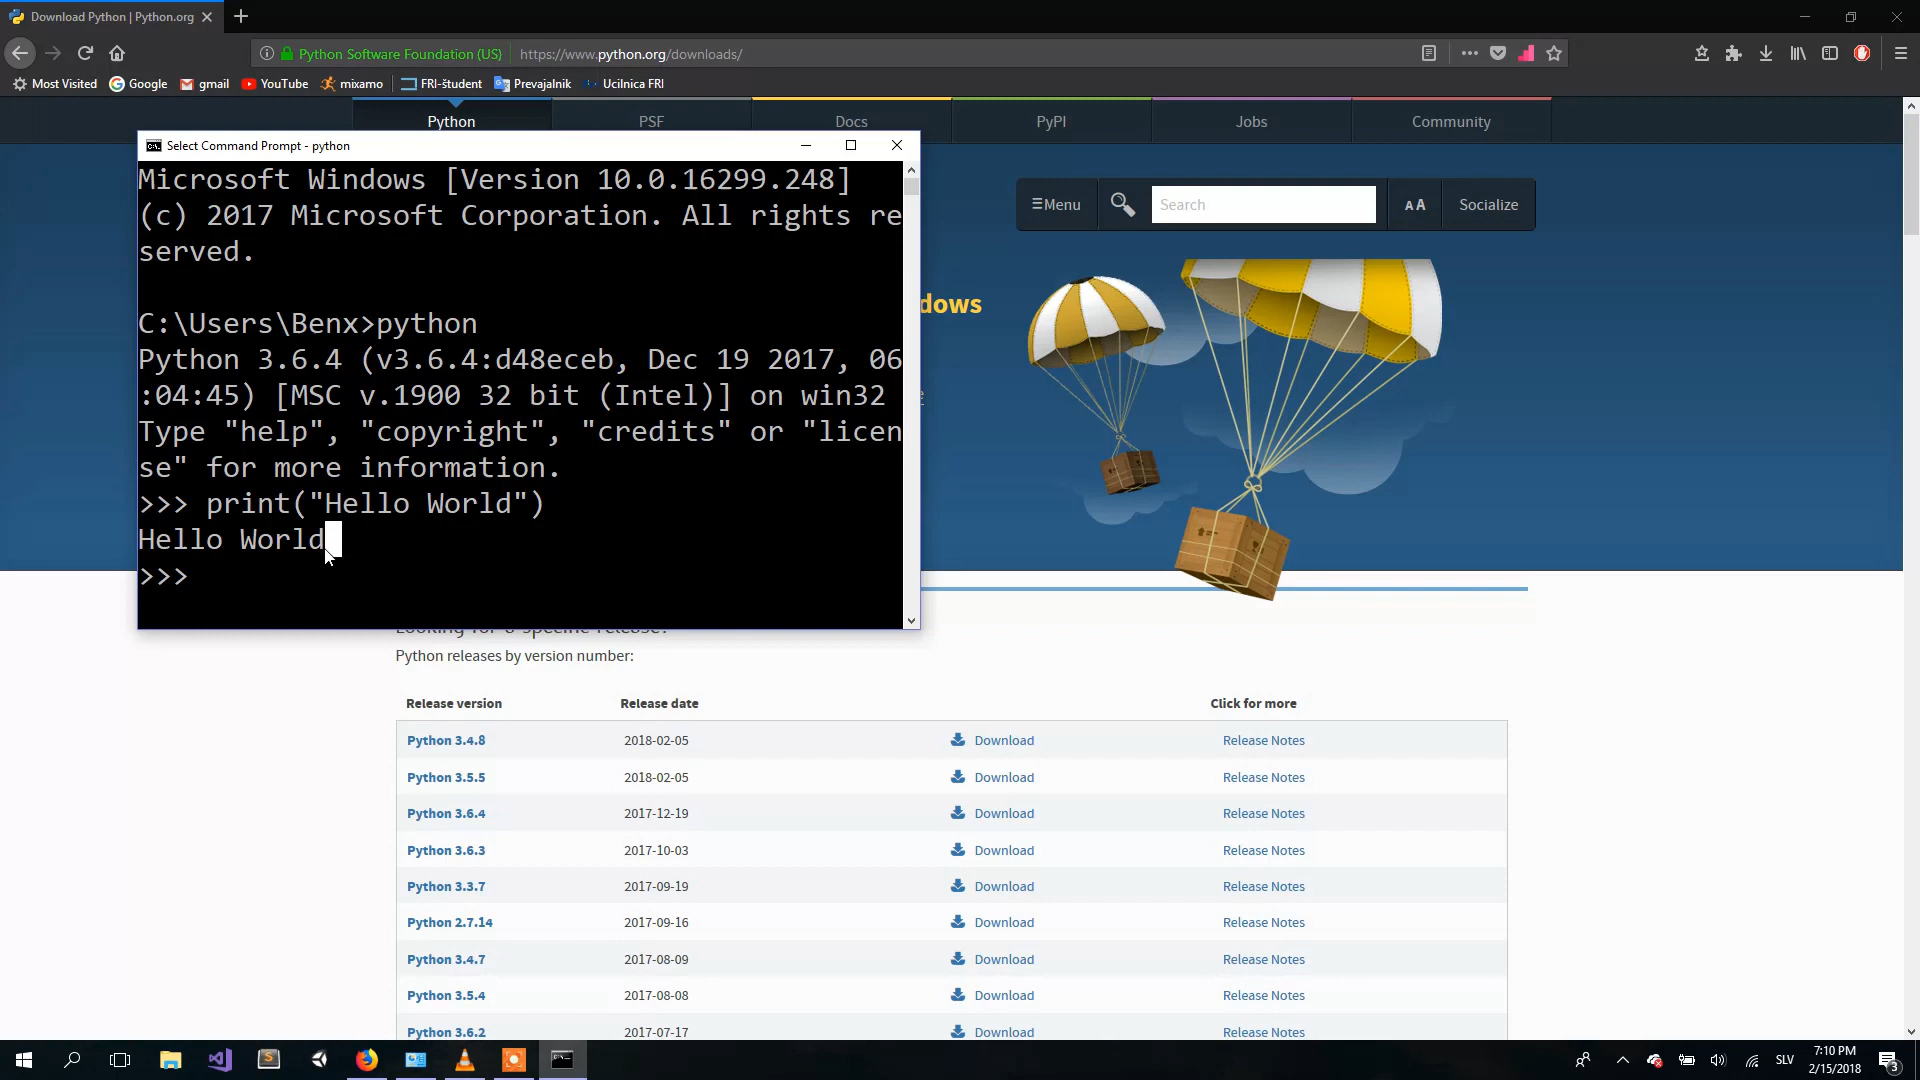 Download Python | Python.org
Python Software Foundation (US) https://www.python.org/downloads/
Most Visited Google gmail YouTube mixamo FRI-študent Prevajalnik Ucilnica FRI
Python PSF Docs PyPI Jobs Community
Select Command Prompt - python
Microsoft Windows [Version 10.0.16299.248]
(c) 2017 Microsoft Corporation. All rights re
served.
C:\Users\Benx>python
Python 3.6.4 (v3.6.4:d48eceb, Dec 19 2017, 06
:04:45) [MSC v.1900 32 bit (Intel)] on win32
Type "help", "copyright", "credits" or "licen
se" for more information.
>>> print("Hello World")
Hello World
>>>
Menu Search AA Socialize
dows
Looking for a specific release?
Python releases by version number:
Release version Release date Click for more
Python 3.4.8 2018-02-05 Download Release Notes
Python 3.5.5 2018-02-05 Download Release Notes
Python 3.6.4 2017-12-19 Download Release Notes
Python 3.6.3 2017-10-03 Download Release Notes
Python 3.3.7 2017-09-19 Download Release Notes
Python 2.7.14 2017-09-16 Download Release Notes
Python 3.4.7 2017-08-09 Download Release Notes
Python 3.5.4 2017-08-08 Download Release Notes
Python 3.6.2 2017-07-17 Download Release Notes
SLV 7:10 PM
2/15/2018 3